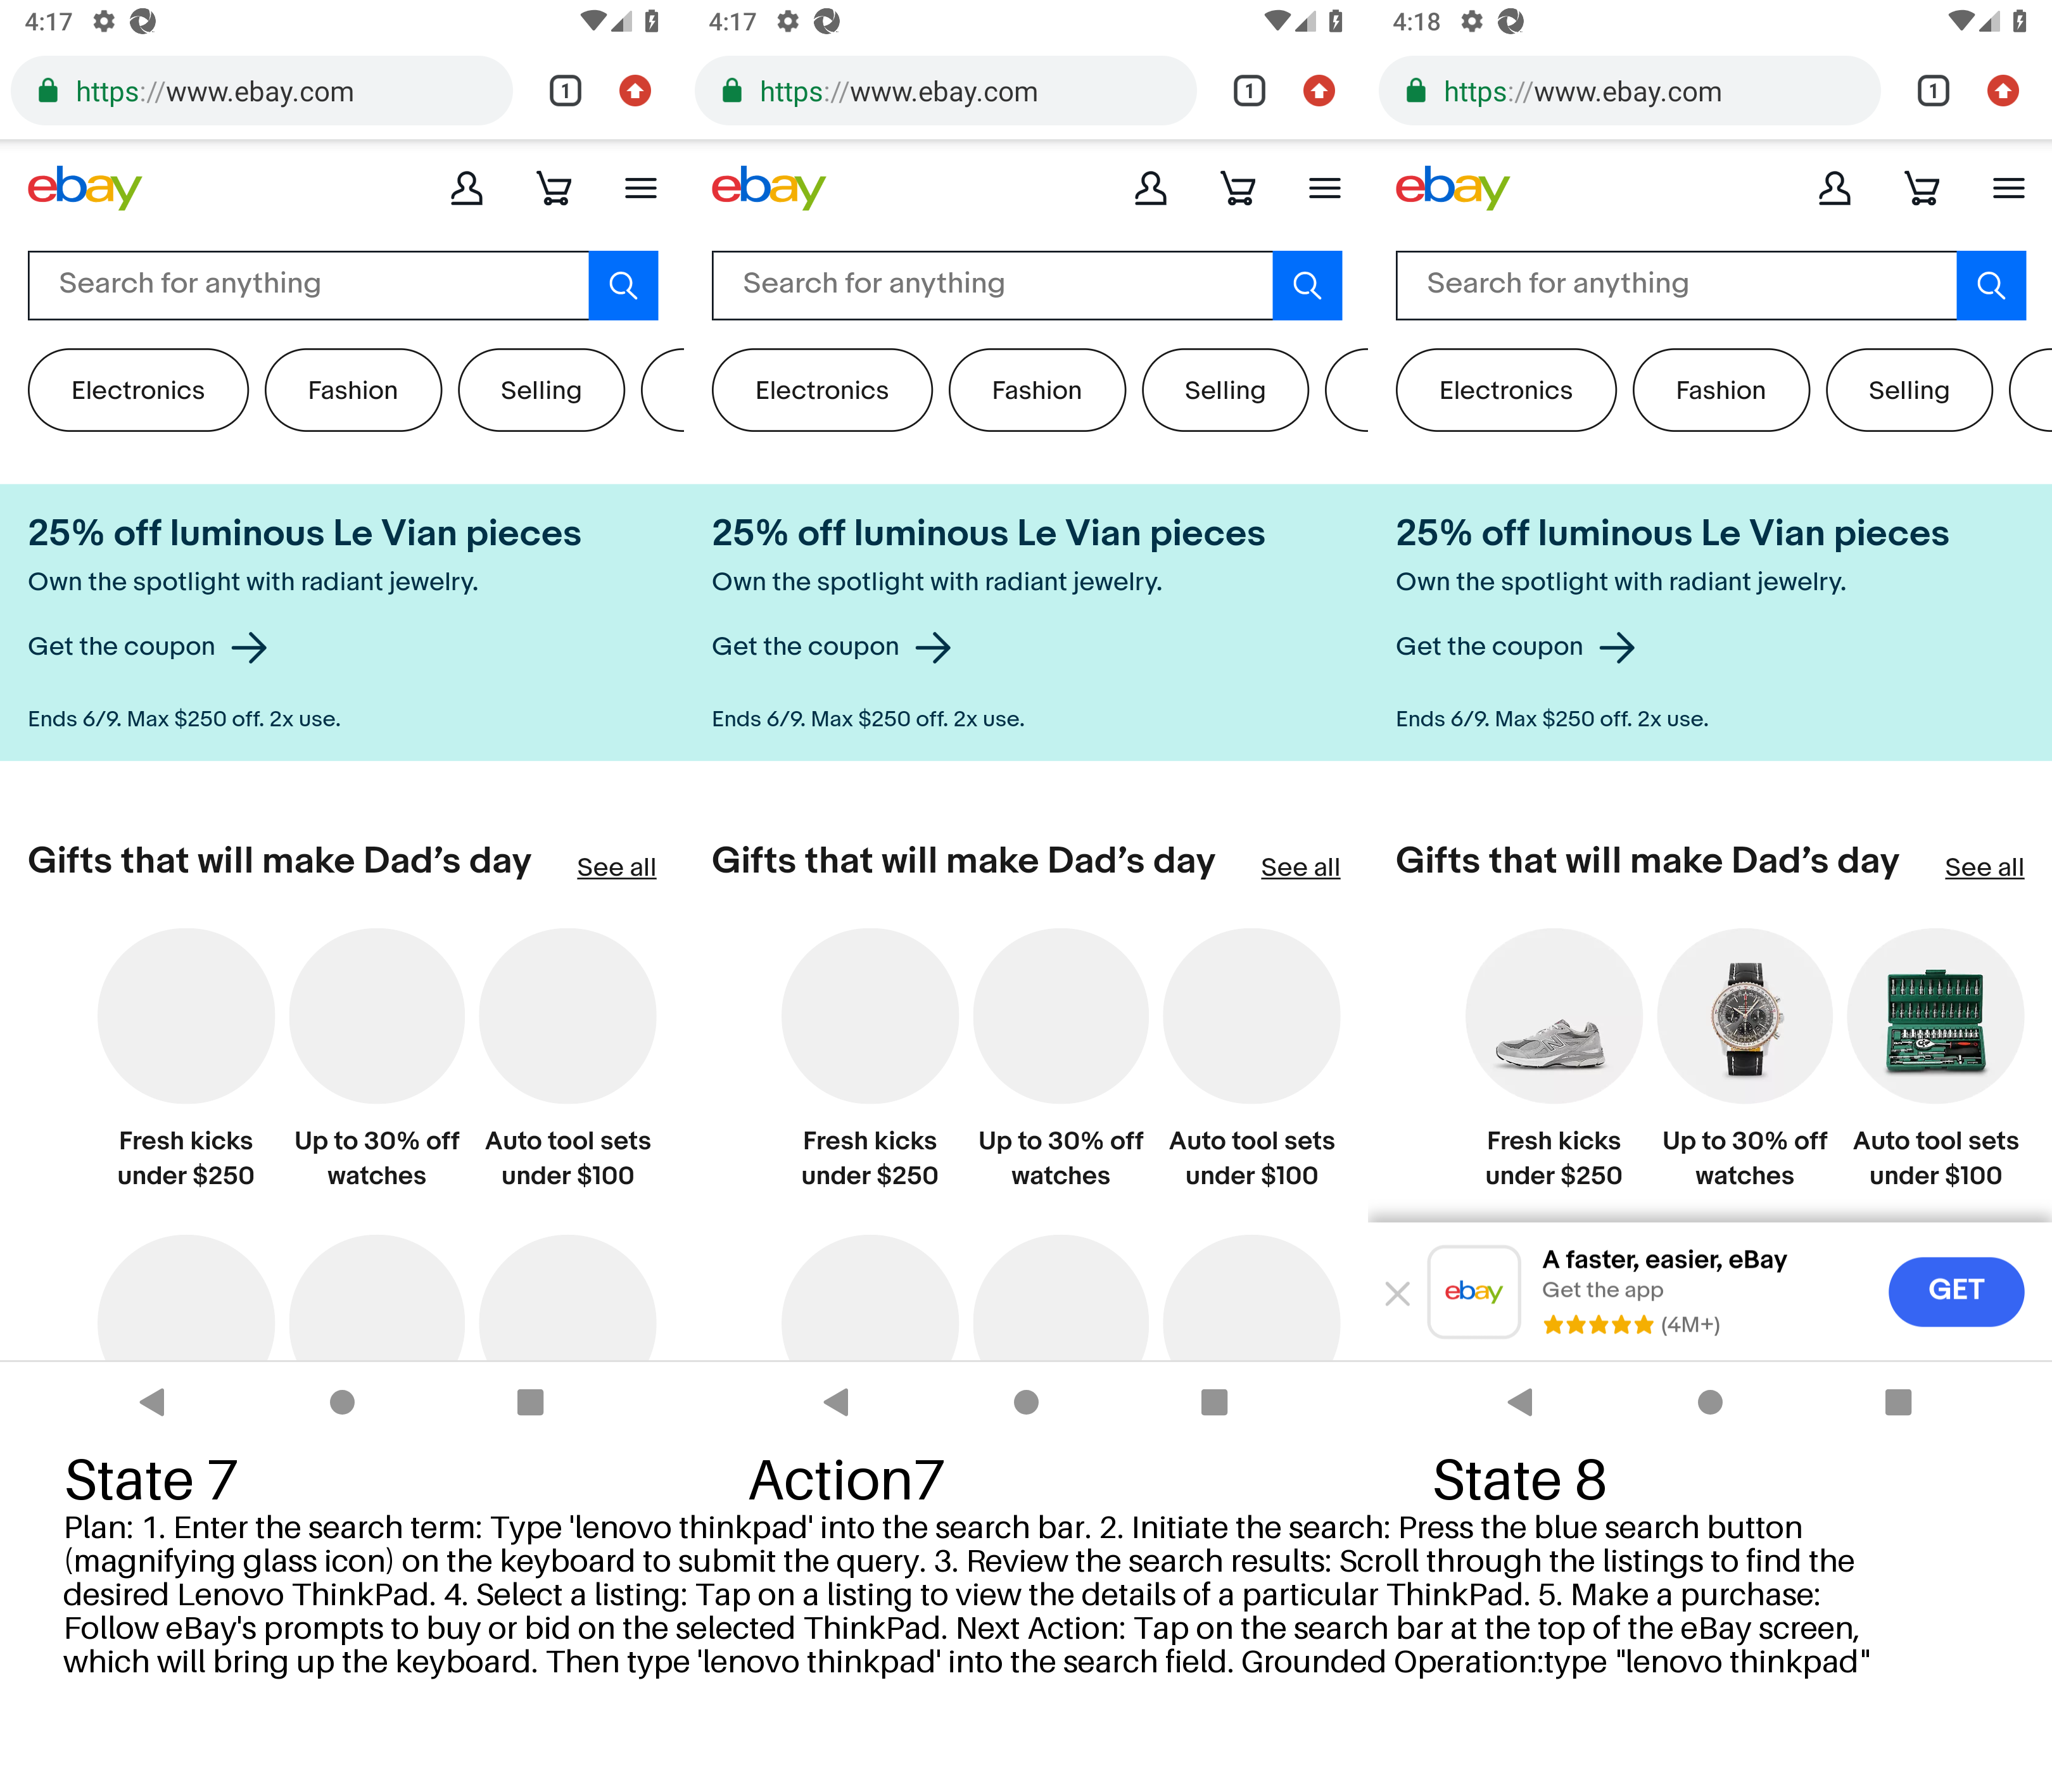 4:17
https://www.ebay.com
1
ebay
Search for anything
Electronics
Fashion
Selling
25% off luminous Le Vian pieces
Own the spotlight with radiant jewelry.
Get the coupon
Ends 6/9. Max $250 off. 2x use.
Gifts that will make Dad's day
See all
Fresh kicks
under $250
Up to 30% off
watches
Auto tool sets
under $100
4:17
https://www.ebay.com
1
ebay
Search for anything
Electronics
Fashion
Selling
25% off luminous Le Vian pieces
Own the spotlight with radiant jewelry.
Get the coupon
Ends 6/9. Max $250 off. 2x use.
Gifts that will make Dad's day
See all
Fresh kicks
under $250
Up to 30% off
watches
Auto tool sets
under $100
4:18
https://www.ebay.com
1
ebay
Search for anything
Electronics
Fashion
Selling
25% off luminous Le Vian pieces
Own the spotlight with radiant jewelry.
Get the coupon
Ends 6/9. Max $250 off. 2x use.
Gifts that will make Dad's day
See all
Fresh kicks
under $250
Up to 30% off
watches
Auto tool sets
under $100
ebay
A faster, easier, eBay
Get the app
(4M+)
GET
State 7
Action7
State 8
Plan: 1. Enter the search term: Type 'lenovo thinkpad' into the search bar. 2. Initiate the search: Press the blue search button
(magnifying glass icon) on the keyboard to submit the query. 3. Review the search results: Scroll through the listings to find the
desired Lenovo ThinkPad. 4. Select a listing: Tap on a listing to view the details of a particular ThinkPad. 5. Make a purchase:
Follow eBay's prompts to buy or bid on the selected ThinkPad. Next Action: Tap on the search bar at the top of the eBay screen,
which will bring up the keyboard. Then type 'lenovo thinkpad' into the search field. Grounded Operation:type "lenovo thinkpad"